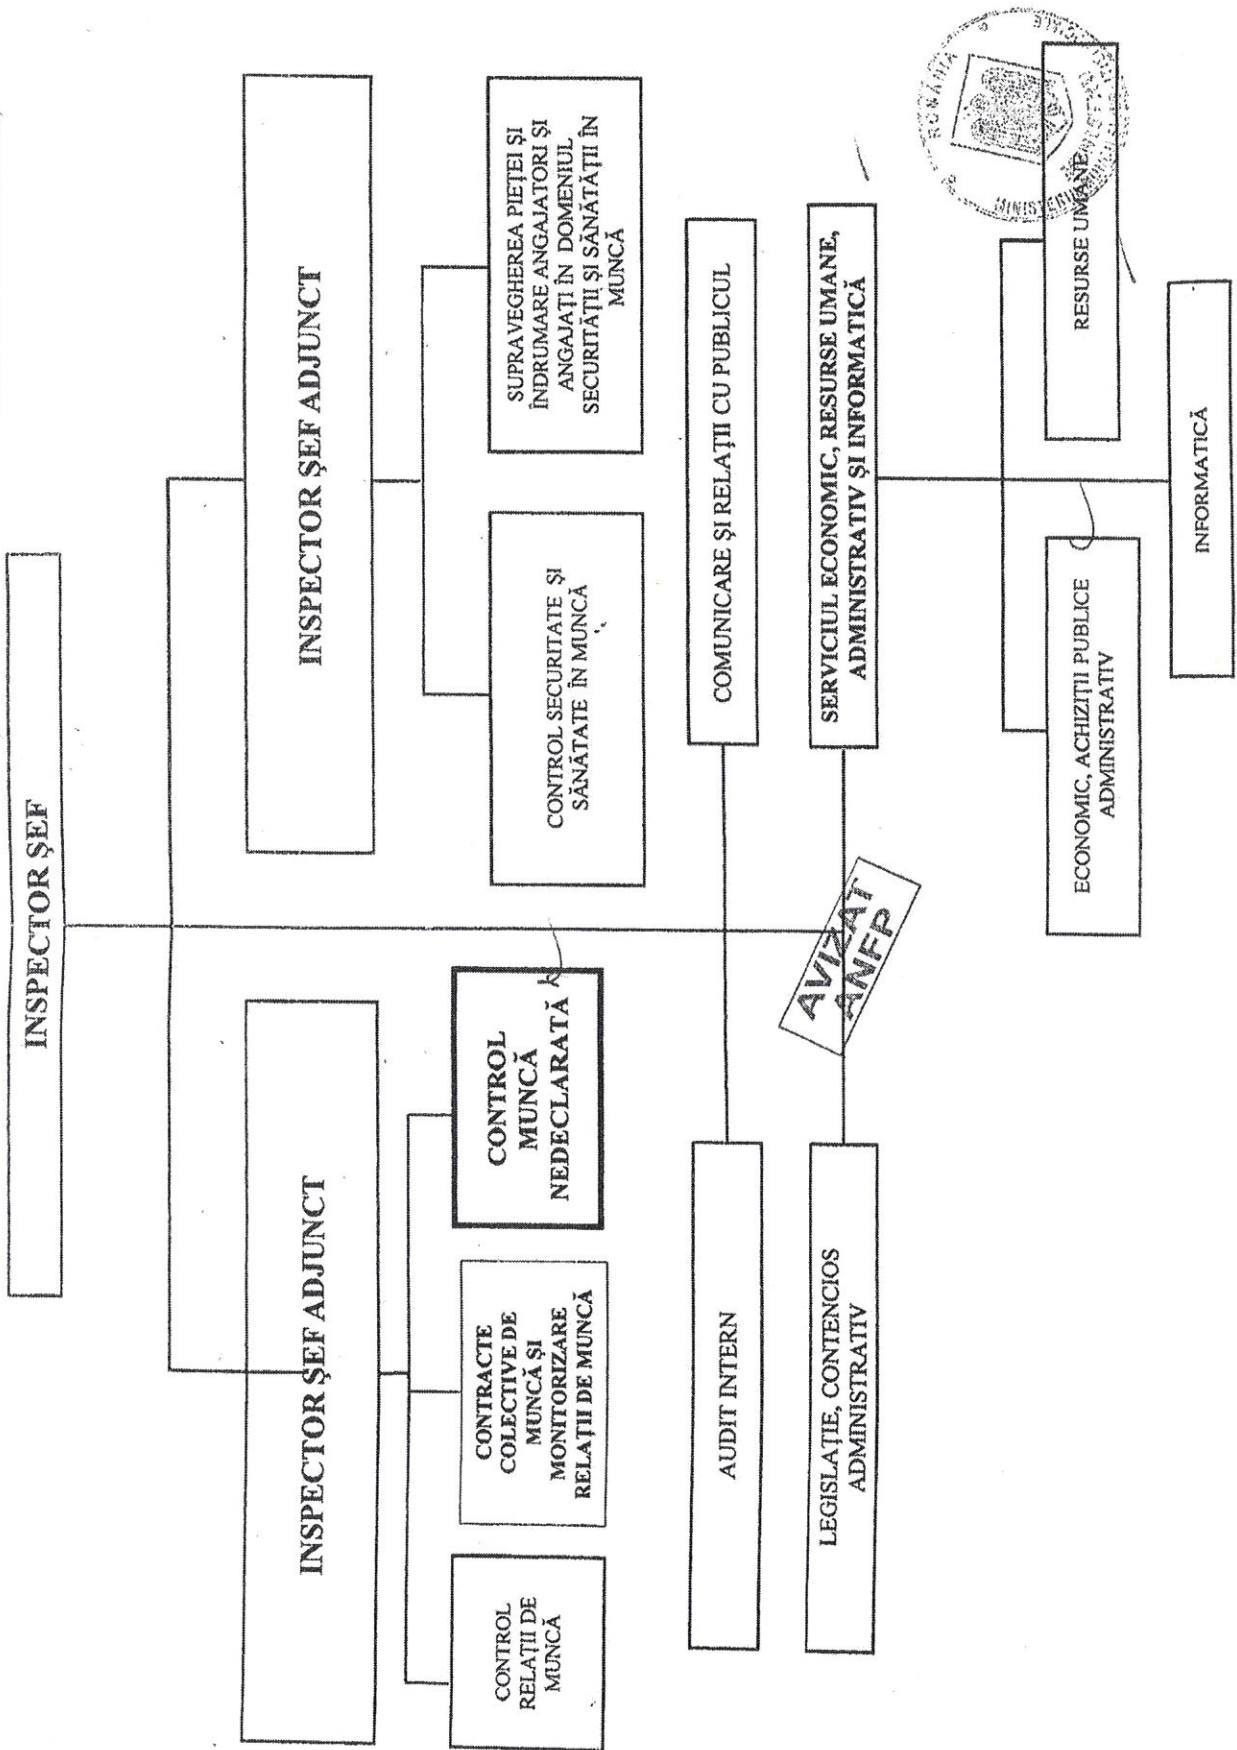 INSPECTOR ŞEF
INSPECTOR ŞEF ADJUNCT
INSPECTOR ŞEF ADJUNCT
CONTROL
RELAŢII DE
MUNCĂ
CONTRACTE
COLECTIVE DE
MUNCĂ ŞI
MONITORIZARE
RELAŢII DE MUNCĂ
CONTROL
MUNCĂ
NEDECLARATĂ
CONTROL SECURITATE ŞI
SĂNĂTATE ÎN MUNCĂ
SUPRAVEGHEREA PIEŢEI ŞI
ÎNDRUMARE ANGAJATORI ŞI
ANGAJAŢI ÎN DOMENIUL
SECURITĂŢII ŞI SĂNĂTĂŢII ÎN
MUNCĂ
AUDIT INTERN
COMUNICARE ŞI RELAŢII CU PUBLICUL
LEGISLAŢIE, CONTENCIOS
ADMINISTRATIV
AVIZAT
ANFP
SERVICIUL ECONOMIC, RESURSE UMANE,
ADMINISTRATIV ŞI INFORMATICĂ
ECONOMIC, ACHIZIŢII PUBLICE
ADMINISTRATIV
RESURSE UMANE
INFORMATICĂ
ROMÂNIA